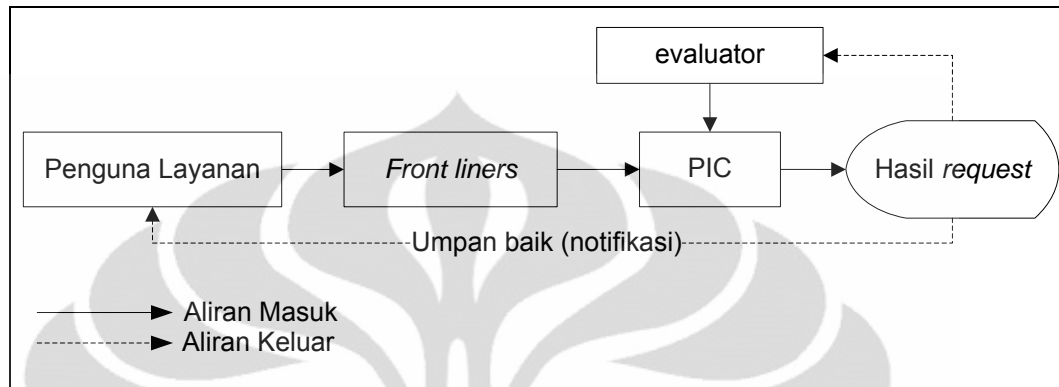 evaluator
Penguna Layanan
Front liners
PIC
Hasil request
Umpan baik (notifikasi)
Aliran Masuk
Aliran Keluar